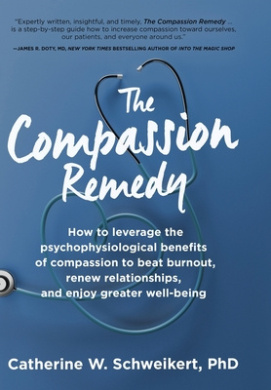 "Expertly written, insightful, and timely, The Compassion Remedy ...
is a step-by-step guide how to increase compassion toward ourselves,
our patients, and everyone around us."
—JAMES R. DOTY, MD, NEW YORK TIMES BESTSELLING AUTHOR OF INTO THE MAGIC SHOP
The
Compassion
Remedy
How to leverage the
psychophysiological benefits
of compassion to beat burnout,
renew relationships,
and enjoy greater well-being
Catherine W. Schweikert, PhD